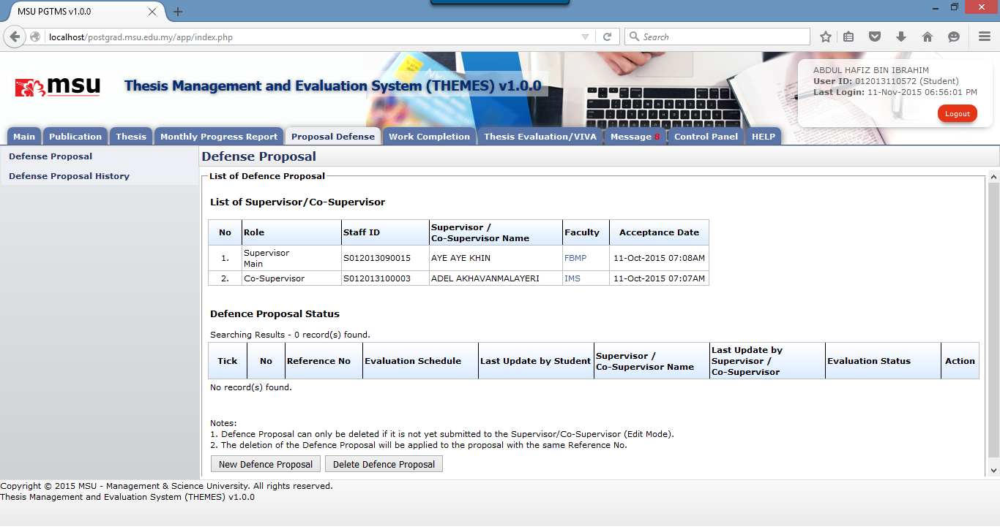 MSU PGTMS v1.0.0
localhost/postgrad.msu.edu.my/app/index.php
Search
msu
Thesis Management and Evaluation System (THEMES) v1.0.0
ABDUL HAFIZ BIN IBRAHIM
User ID: 012013110572 (Student)
Last Login: 11-Nov-2015 06:56:01 PM
Logout
Main Publication Thesis Monthly Progress Report Proposal Defense Work Completion Thesis Evaluation/VIVA Message 8 Control Panel HELP
Defense Proposal
Defense Proposal History
Defense Proposal
List of Defence Proposal
List of Supervisor/Co-Supervisor
No Role Staff ID Supervisor / Co-Supervisor Name Faculty Acceptance Date
1. Supervisor Main S012013090015 AYE AYE KHIN FBMP 11-Oct-2015 07:08AM
2. Co-Supervisor S012013100003 ADEL AKHAVANMALAYERI IMS 11-Oct-2015 07:07AM
Defence Proposal Status
Searching Results - 0 record(s) found.
Tick No Reference No Evaluation Schedule Last Update by Student Supervisor / Co-Supervisor Name Last Update by Supervisor / Co-Supervisor Evaluation Status Action
No record(s) found.
Notes:
1. Defence Proposal can only be deleted if it is not yet submitted to the Supervisor/Co-Supervisor (Edit Mode).
2. The deletion of the Defence Proposal will be applied to the proposal with the same Reference No.
New Defence Proposal Delete Defence Proposal
Copyright © 2015 MSU - Management & Science University. All rights reserved.
Thesis Management and Evaluation System (THEMES) v1.0.0